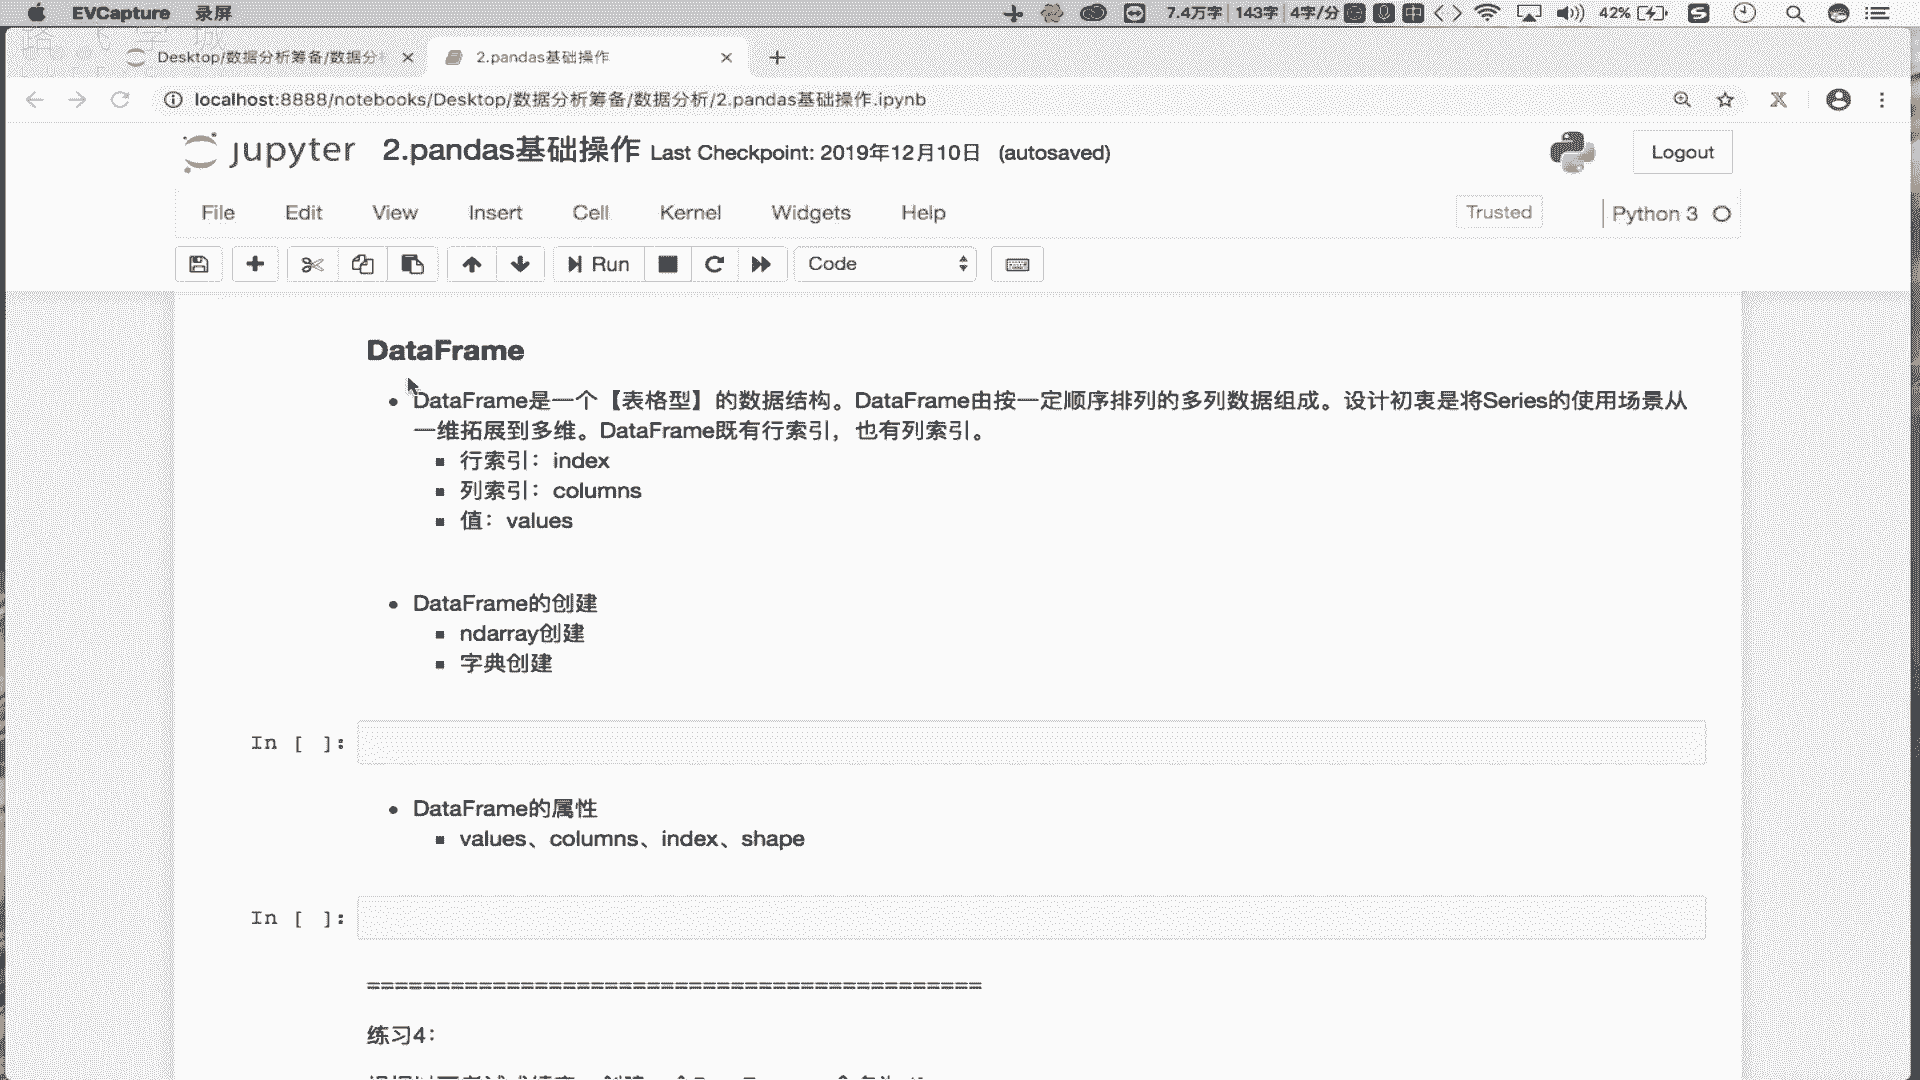 EVCapture 录屏 7.4万字 143字 4字/分 中 42%
Desktop/数据分析筹备/数据分
2.pandas基础操作
localhost:8888/notebooks/Desktop/数据分析筹备/数据分析/2.pandas基础操作.ipynb
jupyter 2.pandas基础操作 Last Checkpoint: 2019年12月10日 (autosaved)
Logout
File Edit View Insert Cell Kernel Widgets Help Trusted Python 3
Run Code
DataFrame
DataFrame是一个【表格型】的数据结构。DataFrame由按一定顺序排列的多列数据组成。设计初衷是将Series的使用场景从
一维拓展到多维。DataFrame既有行索引，也有列索引。
行索引：index
列索引：columns
值：values
DataFrame的创建
ndarray创建
字典创建
In [ ]:
DataFrame的属性
values、columns、index、shape
In [ ]:
============================================
练习4：